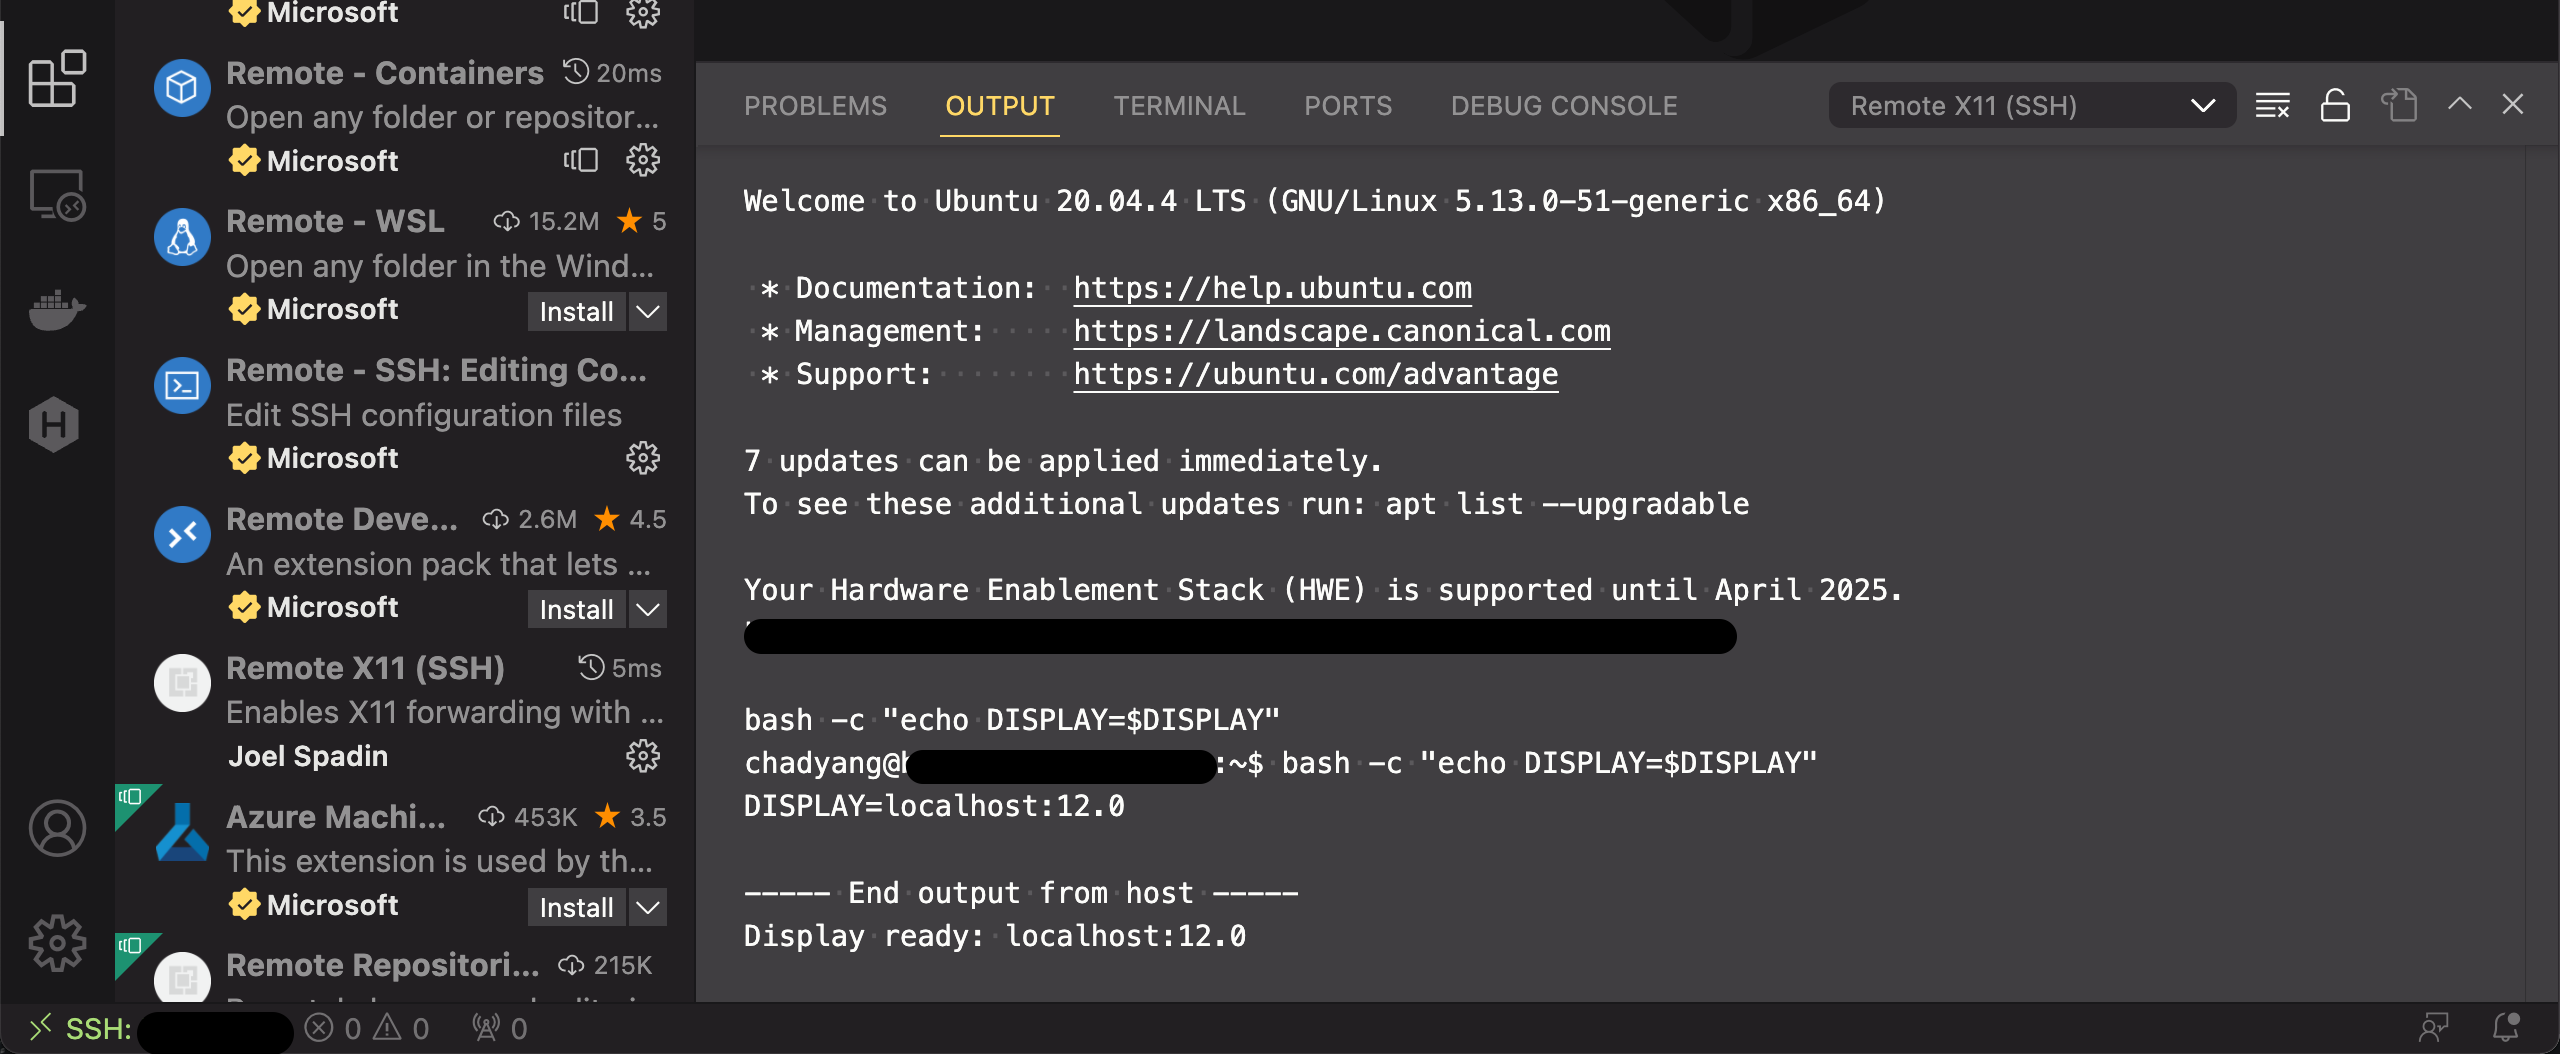 Microsoft
Remote - Containers 20ms
Open any folder or repositor...
Microsoft
Remote - WSL 15.2M 5
Open any folder in the Wind...
Microsoft Install
Remote - SSH: Editing Co...
Edit SSH configuration files
Microsoft
Remote Deve... 2.6M 4.5
An extension pack that lets ...
Microsoft Install
Remote X11 (SSH) 5ms
Enables X11 forwarding with ...
Joel Spadin
Azure Machi... 453K 3.5
This extension is used by th...
Microsoft Install
Remote Repositori... 215K
PROBLEMS OUTPUT TERMINAL PORTS DEBUG CONSOLE Remote X11 (SSH)
Welcome to Ubuntu 20.04.4 LTS (GNU/Linux 5.13.0-51-generic x86_64)
* Documentation: https://help.ubuntu.com
* Management: https://landscape.canonical.com
* Support: https://ubuntu.com/advantage
7 updates can be applied immediately.
To see these additional updates run: apt list --upgradable
Your Hardware Enablement Stack (HWE) is supported until April 2025.
bash -c "echo DISPLAY=$DISPLAY"
chadyang@ :~$ bash -c "echo DISPLAY=$DISPLAY"
DISPLAY=localhost:12.0
----- End output from host -----
Display ready: localhost:12.0
SSH: 0 0 0